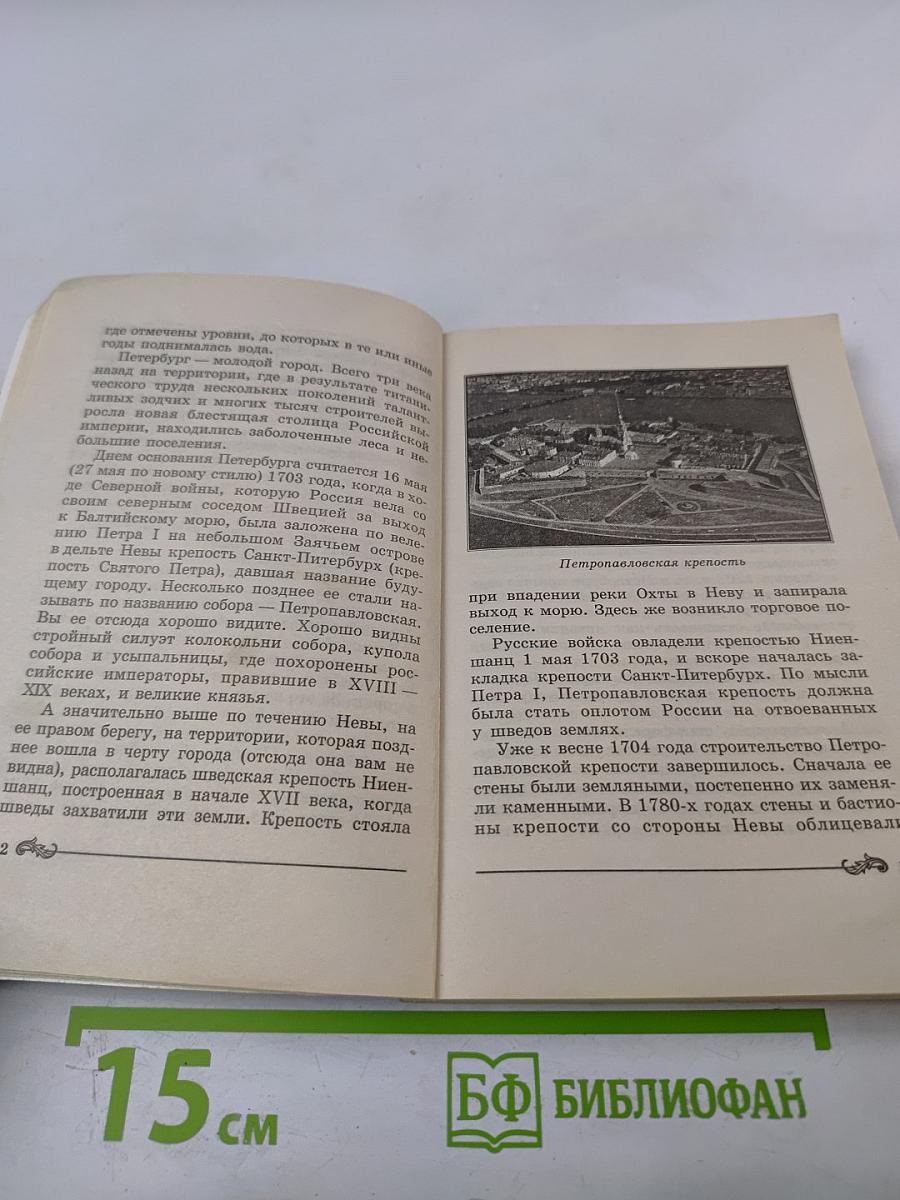 где отмечены уровни, до которых в те или иные
годы поднималась вода.
Петербург — молодой город. Всего три века
назад на территории, где в результате титани-
ческого труда нескольких поколений талант-
ливых зодчих и многих тысяч строителей вы-
росла новая блестящая столица Российской
империи, находились заболоченные леса и не-
большие поселения.
Днем основания Петербурга считается 16 мая
(27 мая по новому стилю) 1703 года, когда в хо-
де Северной войны, которую Россия вела со
своим северным соседом Швецией за выход
к Балтийскому морю, была заложена по веле-
нию Петра I на небольшом Заячьем острове
в дельте Невы крепость Санкт-Питербурх (кре-
пость Святого Петра), давшая название буду-
щему городу. Несколько позднее ее стали на-
зывать по названию собора — Петропавловская.
Вы ее отсюда хорошо видите. Хорошо видны
стройный силуэт колокольни собора, купола
собора и усыпальницы, где похоронены рос-
сийские императоры, правившие в XVIII —
XIX веках, и великие князья.
А значительно выше по течению Невы, на
ее правом берегу, на территории, которая позд-
нее вошла в черту города (отсюда она вам не
видна), располагалась шведская крепость Ниен-
шанц, построенная в начале XVII века, когда
шведы захватили эти земли. Крепость стояла
2
Петропавловская крепость
при впадении реки Охты в Неву и запирала
выход к морю. Здесь же возникло торговое по-
селение.
Русские войска овладели крепостью Ниен-
шанц 1 мая 1703 года, и вскоре началась за-
кладка крепости Санкт-Питербурх. По мысли
Петра I, Петропавловская крепость должна
была стать оплотом России на отвоеванных
у шведов землях.
Уже к весне 1704 года строительство Петро-
павловской крепости завершилось. Сначала ее
стены были земляными, постепенно их заменя-
ли каменными. В 1780-х годах стены и бастио-
ны крепости со стороны Невы облицевали
15 см
БФ БИБЛИОФАН